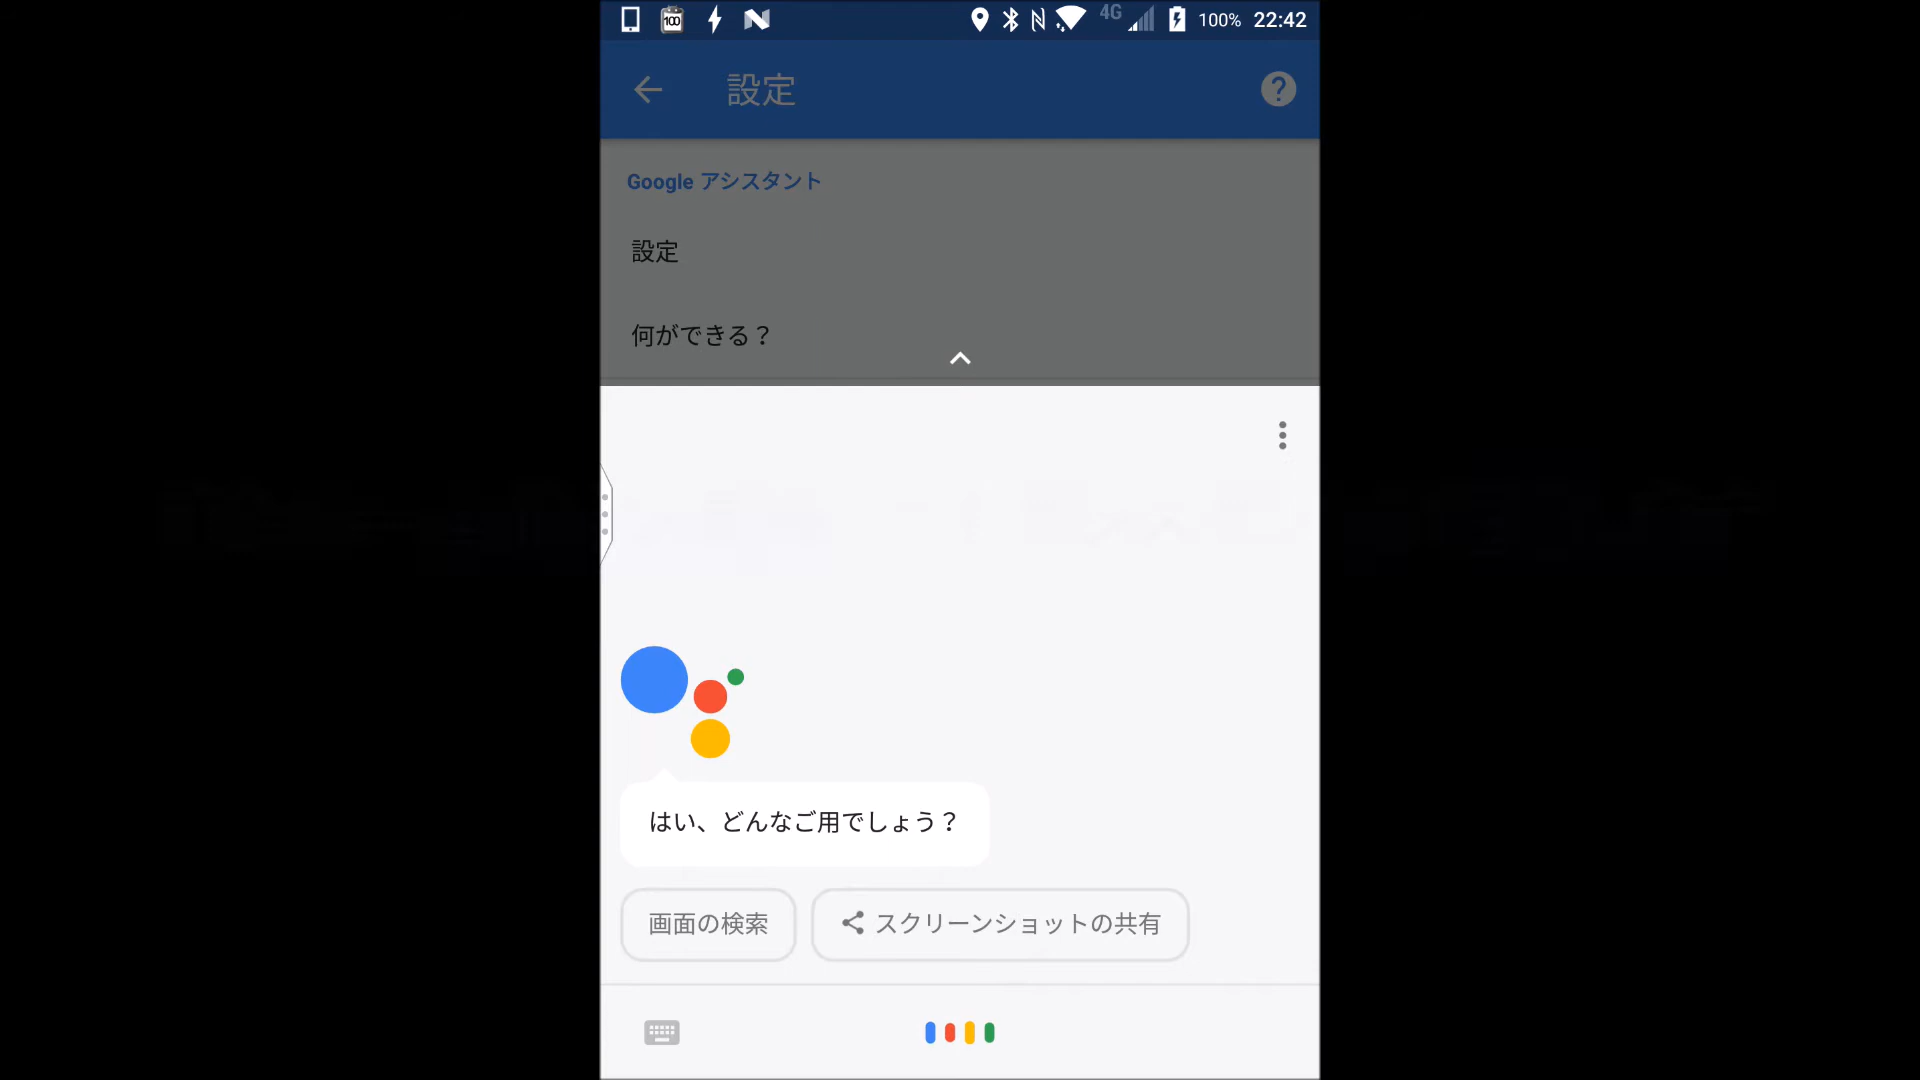 100 4G 100% 22:42
設定
Google アシスタント
設定
何ができる？
はい、どんなご用でしょう？
画面の検索 スクリーンショットの共有